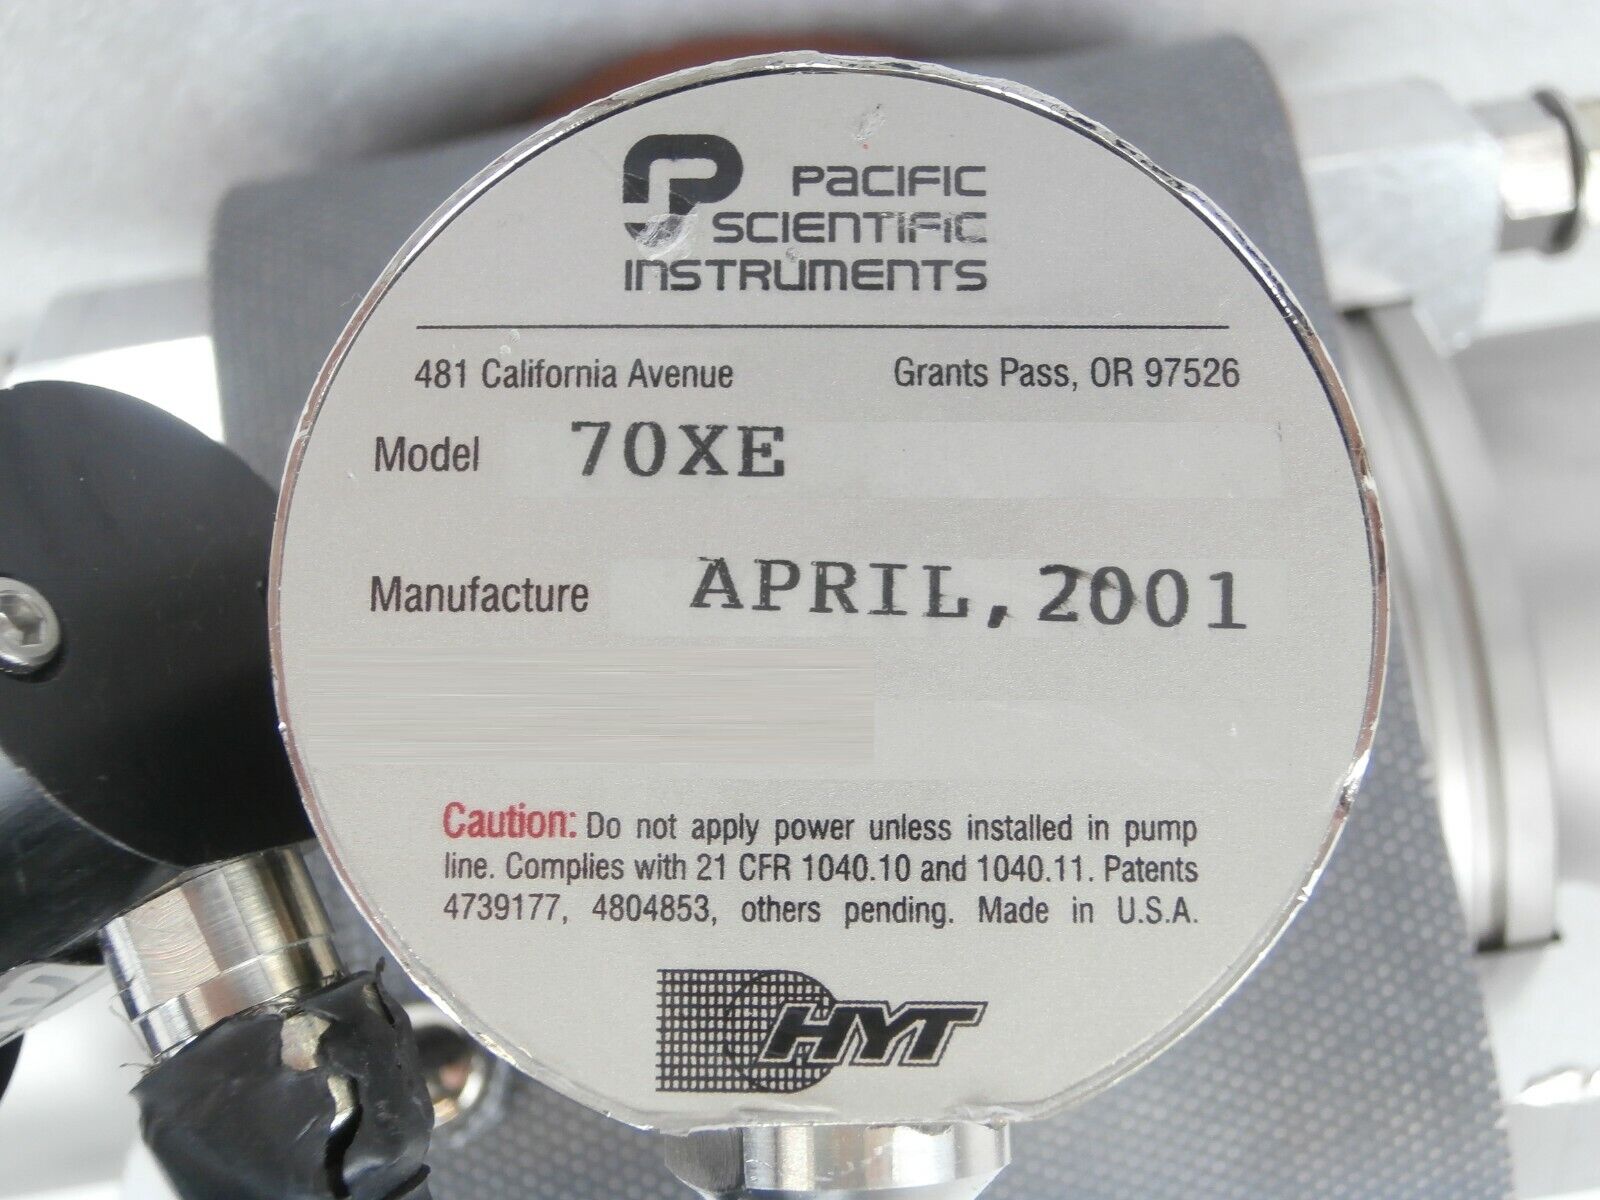 PACIFIC
SCIENTIFIC
INSTRUMENTS
481 California Avenue Grants Pass, OR 97526
Model 70XE
Manufacture APRIL, 2001
Caution: Do not apply power unless installed in pump
line. Complies with 21 CFR 1040.10 and 1040.11. Patents
4739177, 4804853, others pending. Made in U.S.A.
HYT